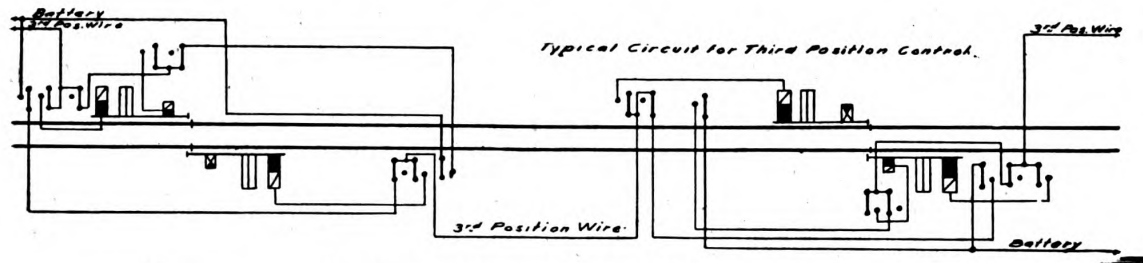 Battery
3rd Pos. Wire
Typical Circuit for Third Position Control.
3rd Pos. Wire
3rd Position Wire
Battery